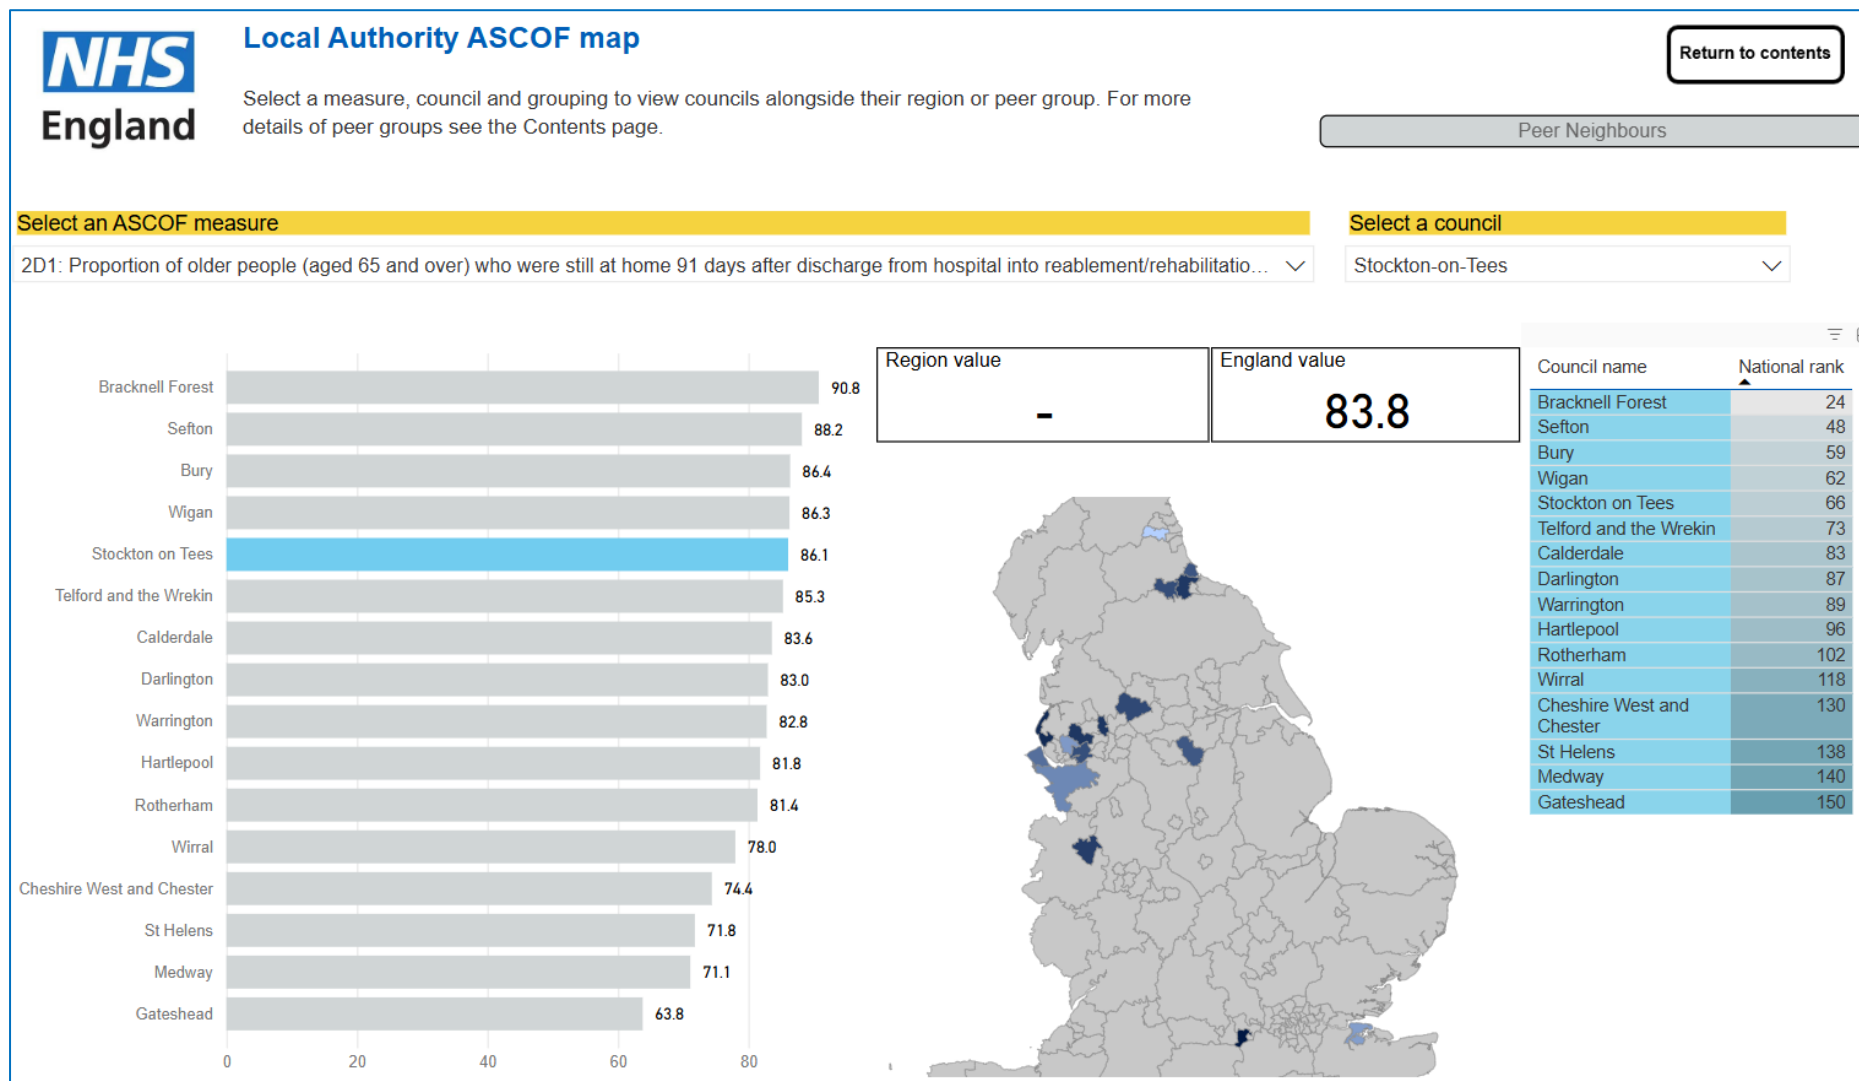 NHS
England
Local Authority ASCOF map
Select a measure, council and grouping to view councils alongside their region or peer group. For more
details of peer groups see the Contents page.
Return to contents
Peer Neighbours
Select an ASCOF measure
2D1: Proportion of older people (aged 65 and over) who were still at home 91 days after discharge from hospital into reablement/rehabilitatio...
Select a council
Stockton-on-Tees
Bracknell Forest 90.8
Sefton 88.2
Bury 86.4
Wigan 86.3
Stockton on Tees 86.1
Telford and the Wrekin 85.3
Calderdale 83.6
Darlington 83.0
Warrington 82.8
Hartlepool 81.8
Rotherham 81.4
Wirral 78.0
Cheshire West and Chester 74.4
St Helens 71.8
Medway 71.1
Gateshead 63.8
0 20 40 60 80
Region value
-
England value
83.8
Council name National rank
Bracknell Forest 24
Sefton 48
Bury 59
Wigan 62
Stockton on Tees 66
Telford and the Wrekin 73
Calderdale 83
Darlington 87
Warrington 89
Hartlepool 96
Rotherham 102
Wirral 118
Cheshire West and 130
Chester
St Helens 138
Medway 140
Gateshead 150